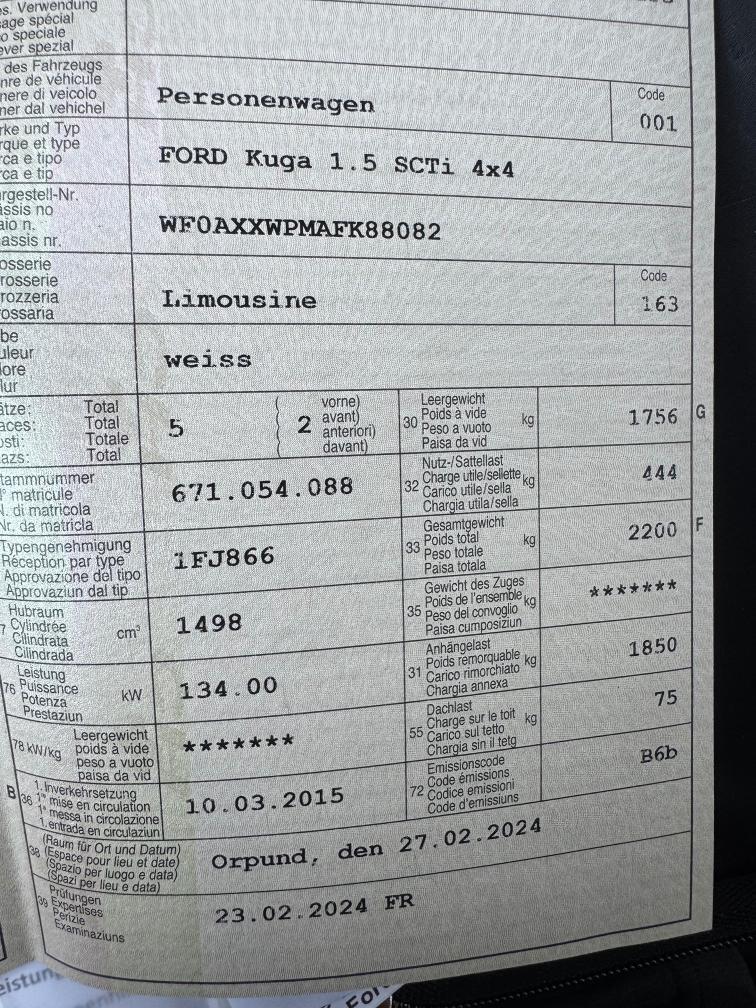 es. Verwendung
sage spécial
so speciale
ever spezial
des Fahrzeugs
nre de véhicule
nere di veicolo
ner dal vehichel
Personenwagen
Code
001
rke und Typ
rque et type
rca e tipo
rca e tip
FORD Kuga 1.5 SCTi 4x4
rgestell-Nr.
assis no
aio n.
assis nr.
WF0AXXWPMAFK88082
osserie
rosserie
rozzeria
ossaria
Limousine
Code
163
be
uleur
lore
lur
weiss
ätze: Total
aces: Total
osti: Totale
azs: Total
5
( 2 vorne)
avant)
anteriori)
davant)
30 Leergewicht
Poids à vide
Peso a vuoto
Paisa da vid
kg
1756 G
tammnummer
n° matricule
N. di matricola
Nr. da matricla
671.054.088
32 Nutz-/Sattellast
Charge utile/sellette
Carico utile/sella
Chargia utila/sella
kg
444
Typengenehmigung
Réception par type
Approvazione del tipo
Approvaziun dal tip
1FJ866
33 Gesamtgewicht
Poids total
Peso totale
Paisa totala
kg
2200 F
7 Hubraum
Cylindrée
Cilindrata
Cilindrada
cm³
1498
35 Gewicht des Zuges
Poids de l'ensemble
Peso del convoglio
Paisa cumposiziun
kg
*******
76 Leistung
Puissance
Potenza
Prestaziun
kW
134.00
31 Anhängelast
Poids remorquable
Carico rimorchiato
Chargia annexa
kg
1850
78 kW/kg
Leergewicht
poids à vide
peso a vuoto
paisa da vid
*******
55 Dachlast
Charge sur le toit
Carico sul tetto
Chargia sin il tetg
kg
75
B 36 1. Inverkehrsetzung
1re mise en circulation
1a messa in circolazione
1. entrada en circulaziun
10.03.2015
72 Emissionscode
Code émissions
Codice emissioni
Code d'emissiuns
B6b
38 (Raum für Ort und Datum)
(Espace pour lieu et date)
(Spazio per luogo e data)
(Spazi per lieu e data)
Orpund, den 27.02.2024
39 Prüfungen
Expertises
Perizie
Examinaziuns
23.02.2024 FR
eistun